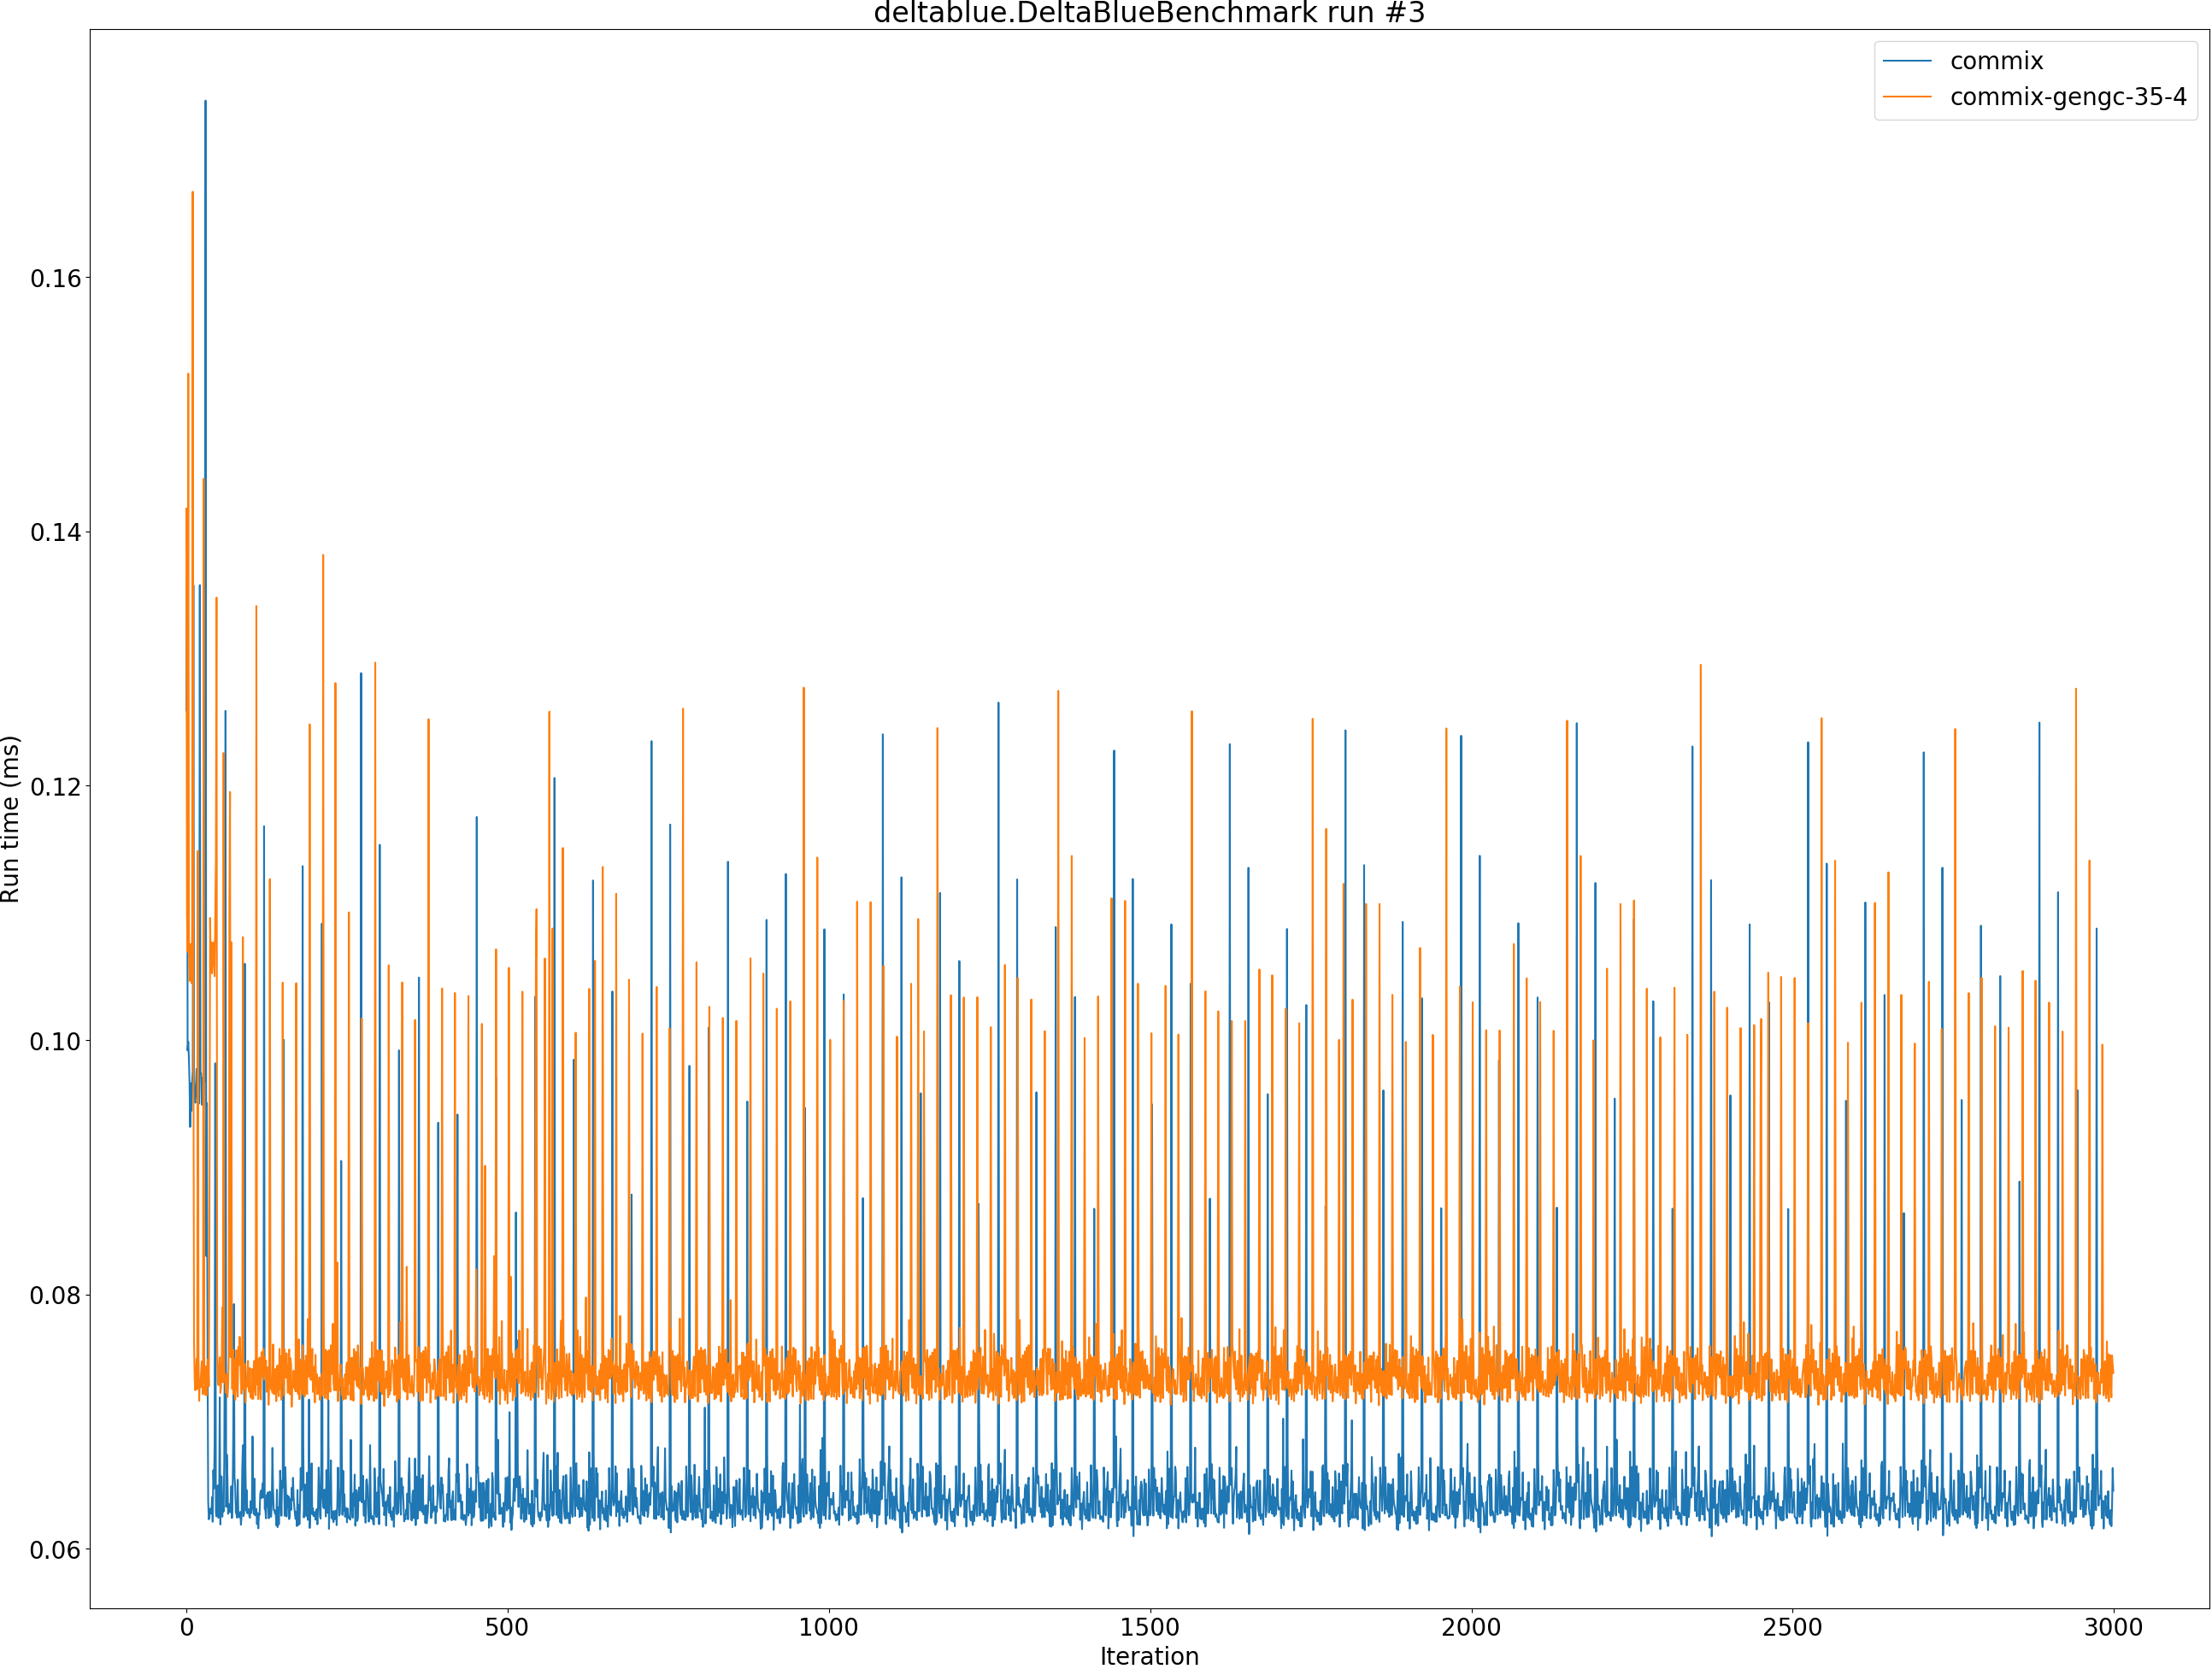 deltablue.DeltaBlueBenchmark run #3
commix
commix-gengc-35-4
Run time (ms)
0.16
0.14
0.12
0.10
0.08
0.06
0 500 1000 1500 2000 2500 3000
Iteration